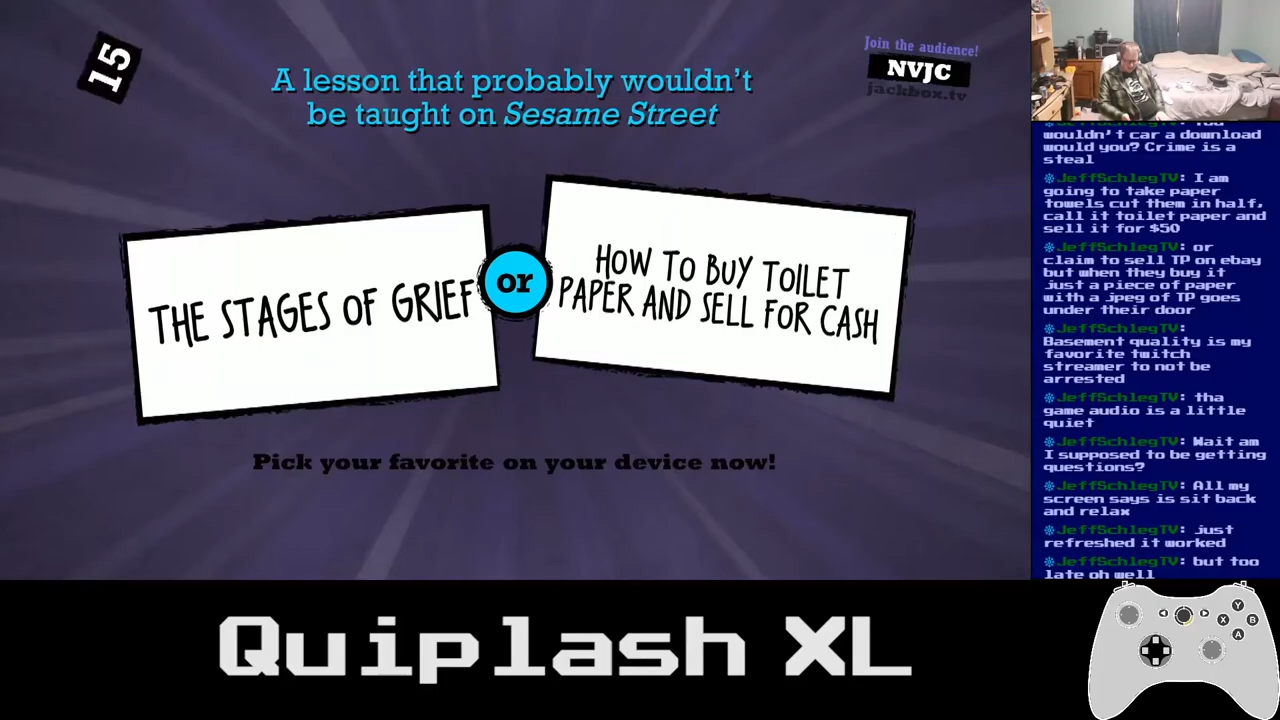 15
A lesson that probably wouldn't
be taught on Sesame Street
Join the audience!
NVJC
jackbox.tv
THE STAGES OF GRIEF
or
HOW TO BUY TOILET
PAPER AND SELL FOR CASH
Pick your favorite on your device now!
JeffSchlegTV: You
wouldn't car a download
would you? Crime is a
steal
JeffSchlegTV: I am
going to take paper
towels cut them in half,
call it toilet paper and
sell it for $50
JeffSchlegTV: or
claim to sell TP on ebay
but when they buy it
just a piece of paper
with a jpeg of TP goes
under their door
JeffSchlegTV:
Basement quality is my
favorite twitch
streamer to not be
arrested
JeffSchlegTV: tha
game audio is a little
quiet
JeffSchlegTV: Wait am
I supposed to be getting
questions?
JeffSchlegTV: All my
screen says is sit back
and relax
JeffSchlegTV: just
refreshed it worked
JeffSchlegTV: but too
late oh well
Quiplash XL
Y
X
B
A